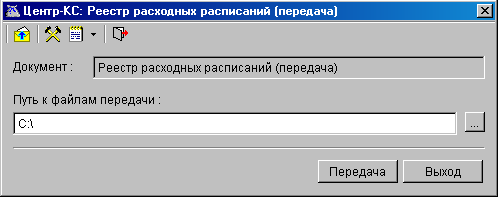 Центр-КС: Реестр расходных расписаний (передача)
Документ : Реестр расходных расписаний (передача)
Путь к файлам передачи :
C:\
...
Передача Выход